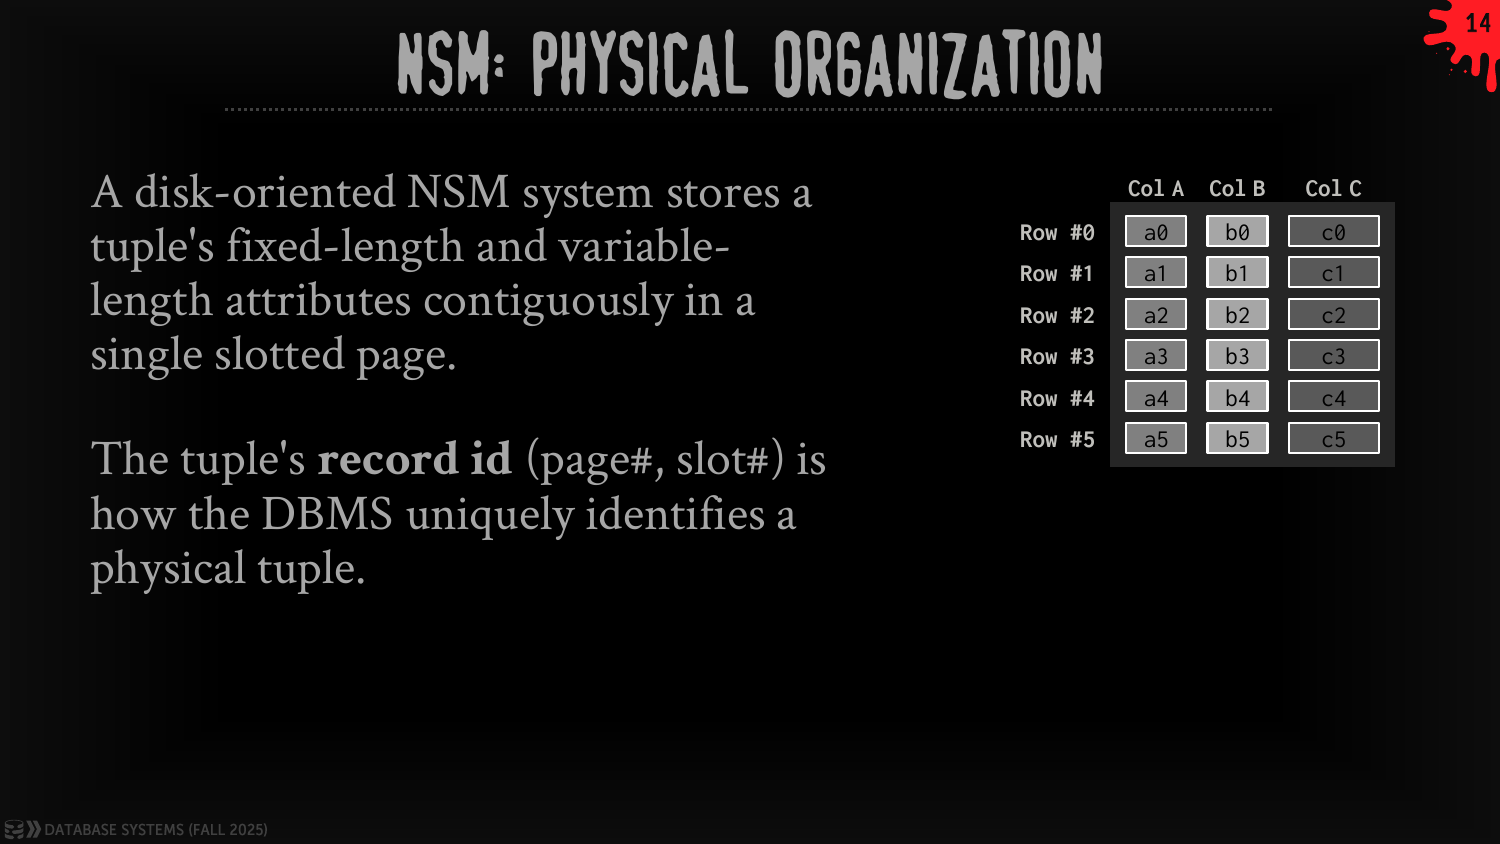 14
NSM: PHYSICAL ORGANIZATION
A disk-oriented NSM system stores a
tuple's fixed-length and variable-
length attributes contiguously in a
single slotted page.
The tuple's record id (page#, slot#) is
how the DBMS uniquely identifies a
physical tuple.
Col A Col B Col C
Row #0 a0 b0 c0
Row #1 a1 b1 c1
Row #2 a2 b2 c2
Row #3 a3 b3 c3
Row #4 a4 b4 c4
Row #5 a5 b5 c5
DATABASE SYSTEMS (FALL 2025)